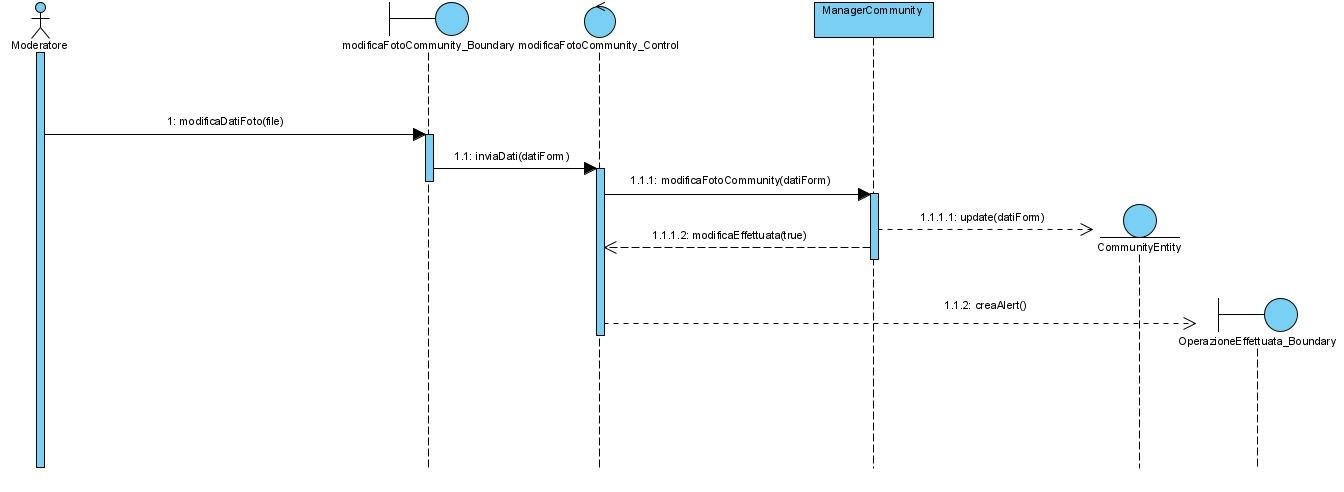 ManagerCommunity
Moderatore
modificaFotoCommunity_Boundary
modificaFotoCommunity_Control
1: modificaDatiFoto(file)
1.1: inviaDati(datiForm)
1.1.1: modificaFotoCommunity(datiForm)
1.1.1.1: update(datiForm)
1.1.1.2: modificaEffettuata(true)
CommunityEntity
1.1.2: creaAlert()
OperazioneEffettuata_Boundary